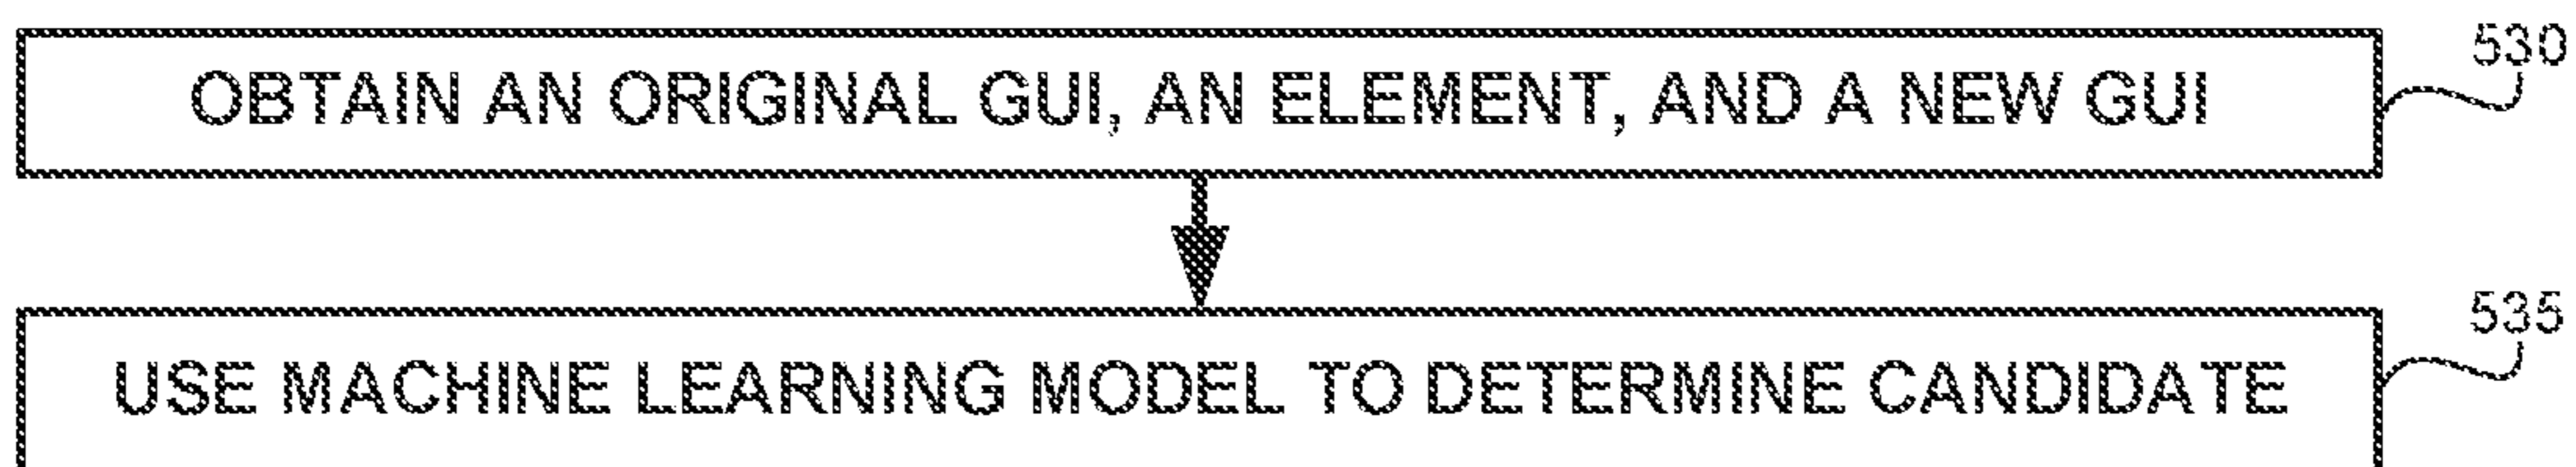 530
OBTAIN AN ORIGINAL GUI, AN ELEMENT, AND A NEW GUI
535
USE MACHINE LEARNING MODEL TO DETERMINE CANDIDATE